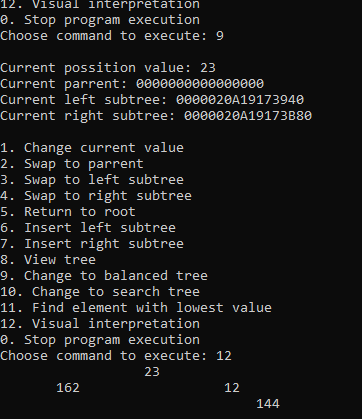 12. Visual interpretation
0. Stop program execution
Choose command to execute: 9
Current possition value: 23
Current parrent: 0000000000000000
Current left subtree: 0000020A19173940
Current right subtree: 0000020A19173B80
1. Change current value
2. Swap to parrent
3. Swap to left subtree
4. Swap to right subtree
5. Return to root
6. Insert left subtree
7. Insert right subtree
8. View tree
9. Change to balanced tree
10. Change to search tree
11. Find element with lowest value
12. Visual interpretation
0. Stop program execution
Choose command to execute: 12
23
162 12
144